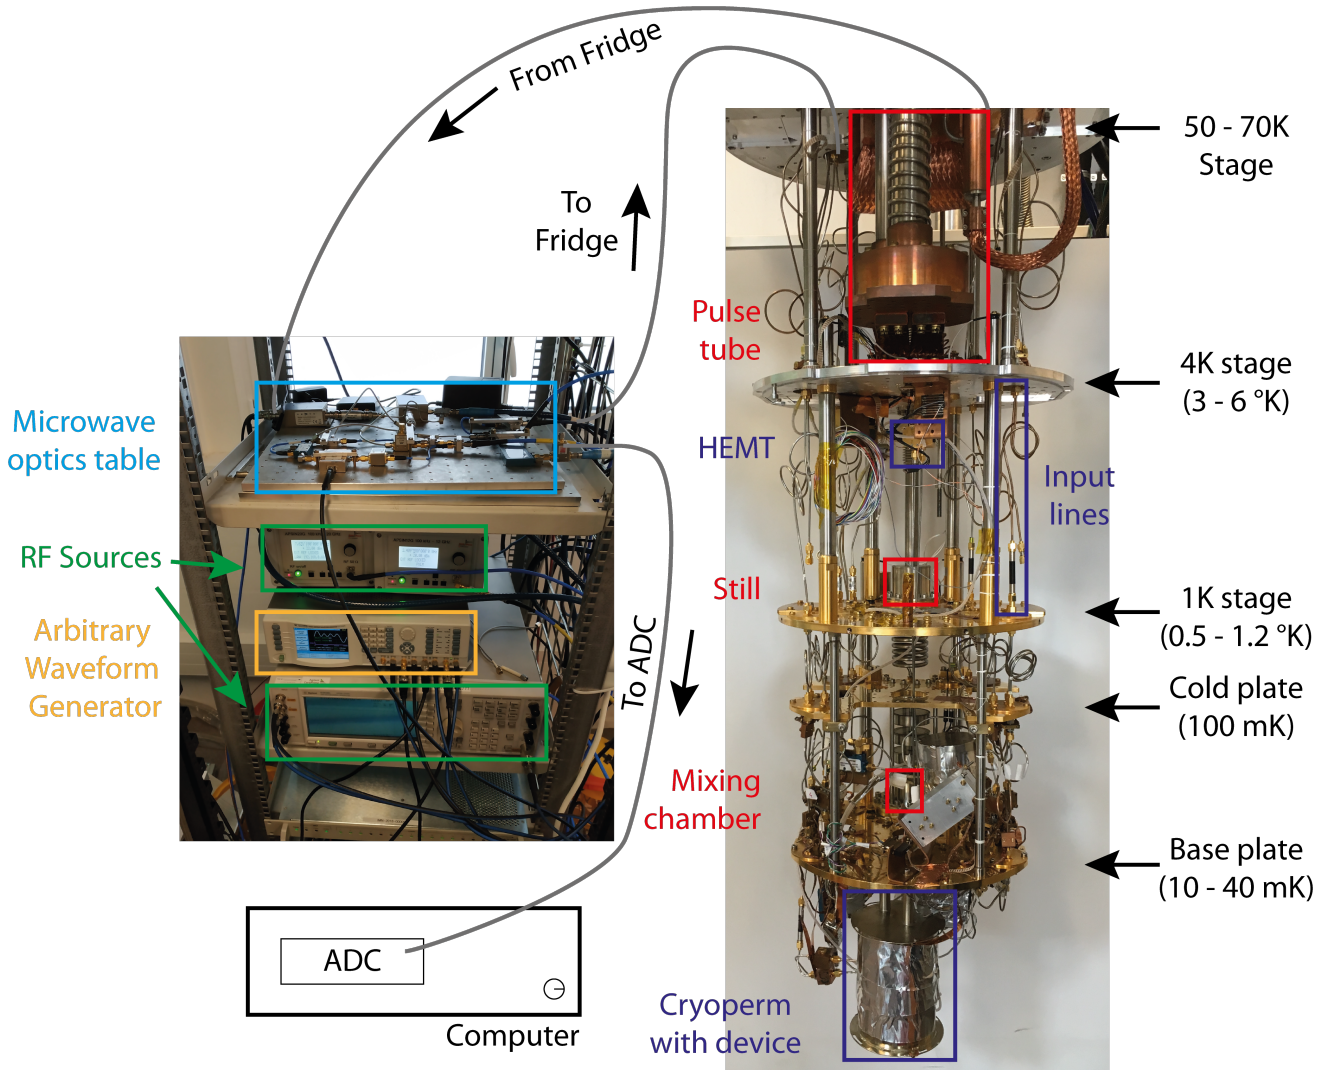 From Fridge
To
Fridge
50 - 70K
Stage
Pulse
tube
4K stage
(3 - 6 °K)
Microwave
optics table
HEMT
Input
lines
RF Sources
Still
1K stage
(0.5 - 1.2 °K)
Arbitrary
Waveform
Generator
To ADC
Cold plate
(100 mK)
Mixing
chamber
Base plate
(10 - 40 mK)
ADC
Computer
Cryoperm
with device